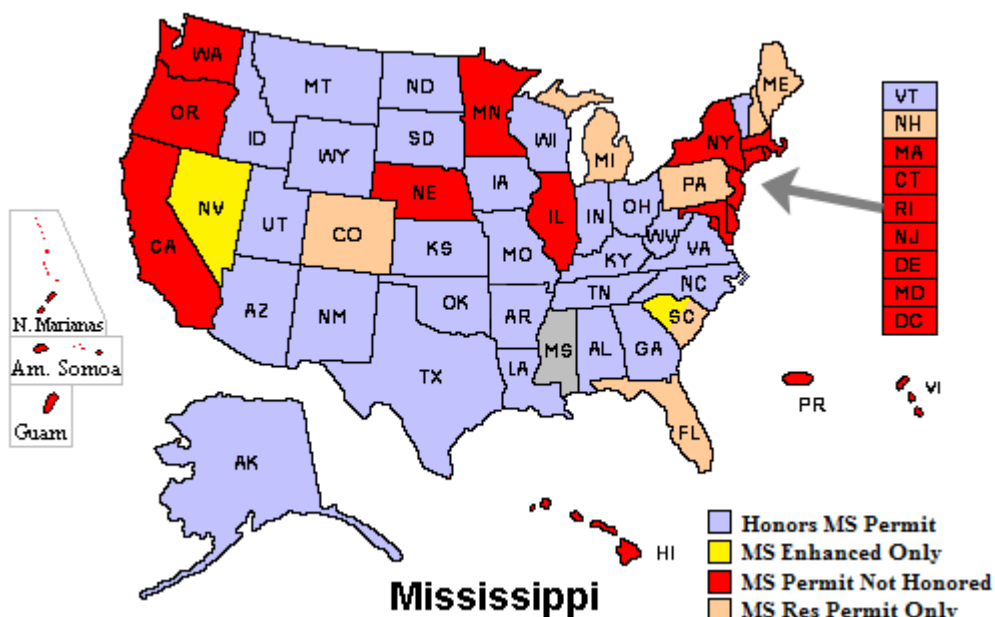 WA
MT
ND
MN
ME
OR
ID
SD
WI
NY
WY
MI
VT
NH
MA
CT
RI
NJ
DE
MD
DC
NV
UT
CO
NE
IA
IL
IN
OH
PA
CA
KS
MO
KY
WV
VA
AZ
NM
OK
AR
TN
NC
TX
LA
MS
AL
GA
SC
FL
N. Marianas
Am. Somoa
Guam
PR
VI
AK
HI
Honors MS Permit
MS Enhanced Only
MS Permit Not Honored
MS Res Permit Only
Mississippi